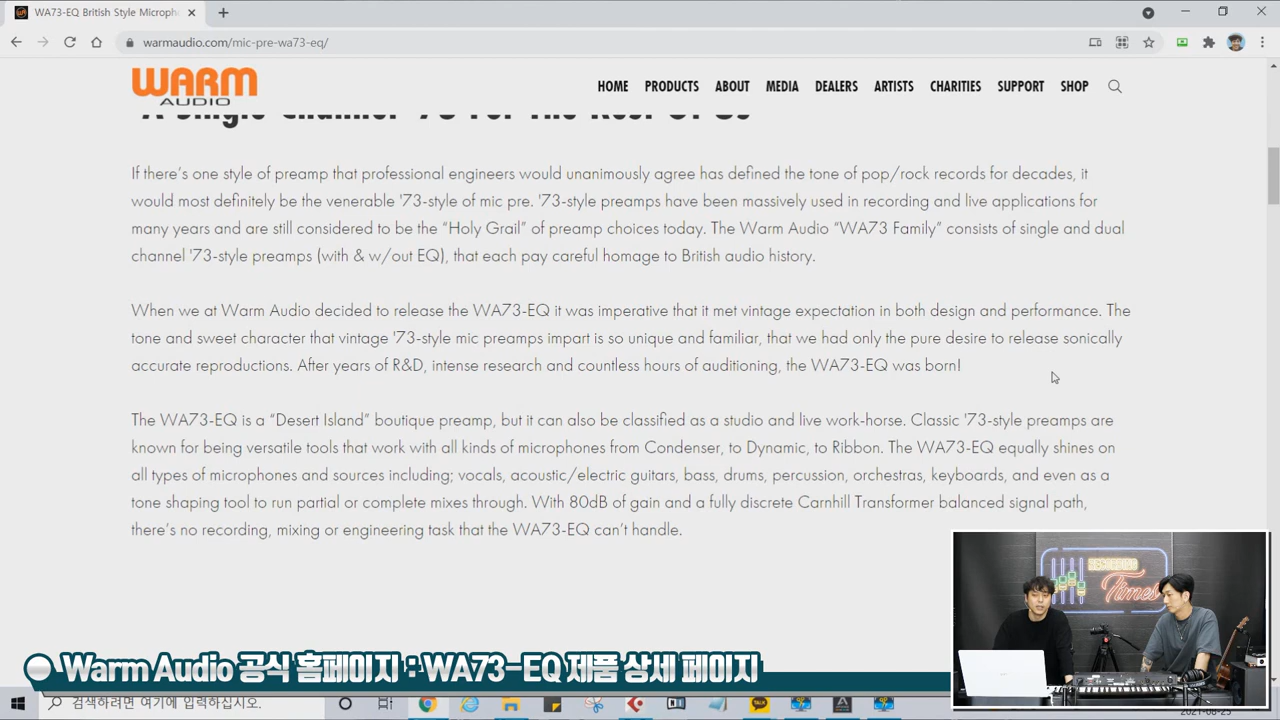 WA73-EQ British Style Microph
warmaudio.com/mic-pre-wa73-eq/
WARM
AUDIO
HOME PRODUCTS ABOUT MEDIA DEALERS ARTISTS CHARITIES SUPPORT SHOP
"A Single Channel '73 For The Rest Of Us"
If there's one style of preamp that professional engineers would unanimously agree has defined the tone of pop/rock records for decades, it
would most definitely be the venerable '73-style of mic pre. '73-style preamps have been massively used in recording and live applications for
many years and are still considered to be the “Holy Grail” of preamp choices today. The Warm Audio “WA73 Family” consists of single and dual
channel '73-style preamps (with & w/out EQ), that each pay careful homage to British audio history.
When we at Warm Audio decided to release the WA73-EQ it was imperative that it met vintage expectation in both design and performance. The
tone and sweet character that vintage '73-style mic preamps impart is so unique and familiar, that we had only the pure desire to release sonically
accurate reproductions. After years of R&D, intense research and countless hours of auditioning, the WA73-EQ was born!
The WA73-EQ is a “Desert Island” boutique preamp, but it can also be classified as a studio and live work-horse. Classic '73-style preamps are
known for being versatile tools that work with all kinds of microphones from Condenser, to Dynamic, to Ribbon. The WA73-EQ equally shines on
all types of microphones and sources including; vocals, acoustic/electric guitars, bass, drums, percussion, orchestras, keyboards, and even as a
tone shaping tool to run partial or complete mixes through. With 80dB of gain and a fully discrete Carnhill Transformer balanced signal path,
there's no recording, mixing or engineering task that the WA73-EQ can't handle.
RECORDING
Times
Warm Audio 공식 홈페이지 : WA73-EQ 제품 상세 페이지
검색하려면 여기에 입력하십시오.
TALK
2021-08-25